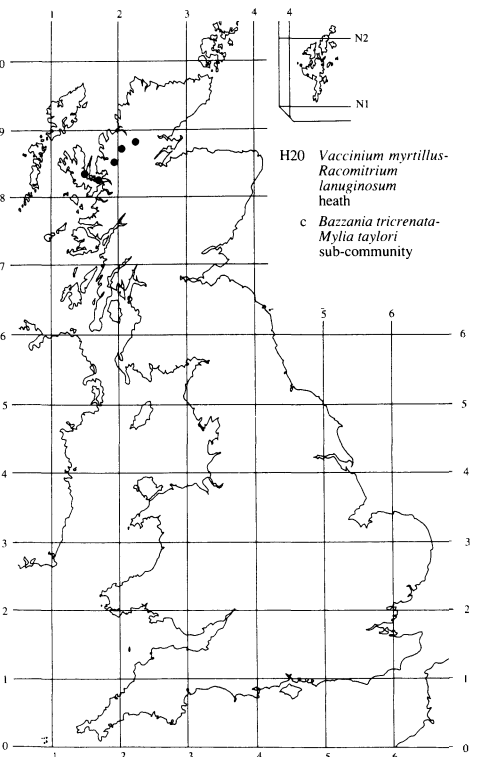 1 2 3 4 4
N2
0
N1
9
H20 Vaccinium myrtillus-
Racomitrium
lanuginosum
heath
8
c Bazzania tricrenata-
Mylia taylori
sub-community
7
5 6
6 6
5 5
4 4
3 3
2 2
1 1
0 0
1 2 3 4 5 6